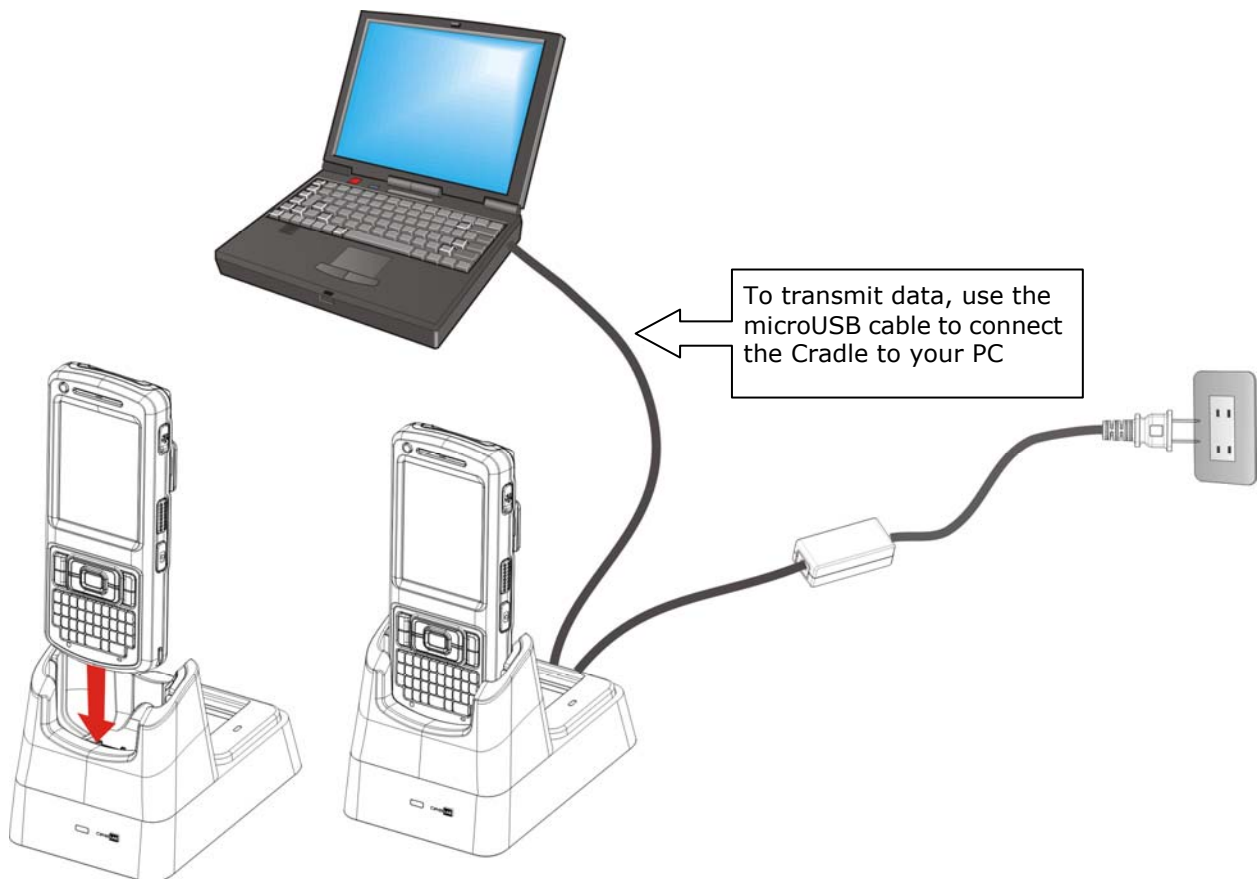 To transmit data, use the
microUSB cable to connect
the Cradle to your PC